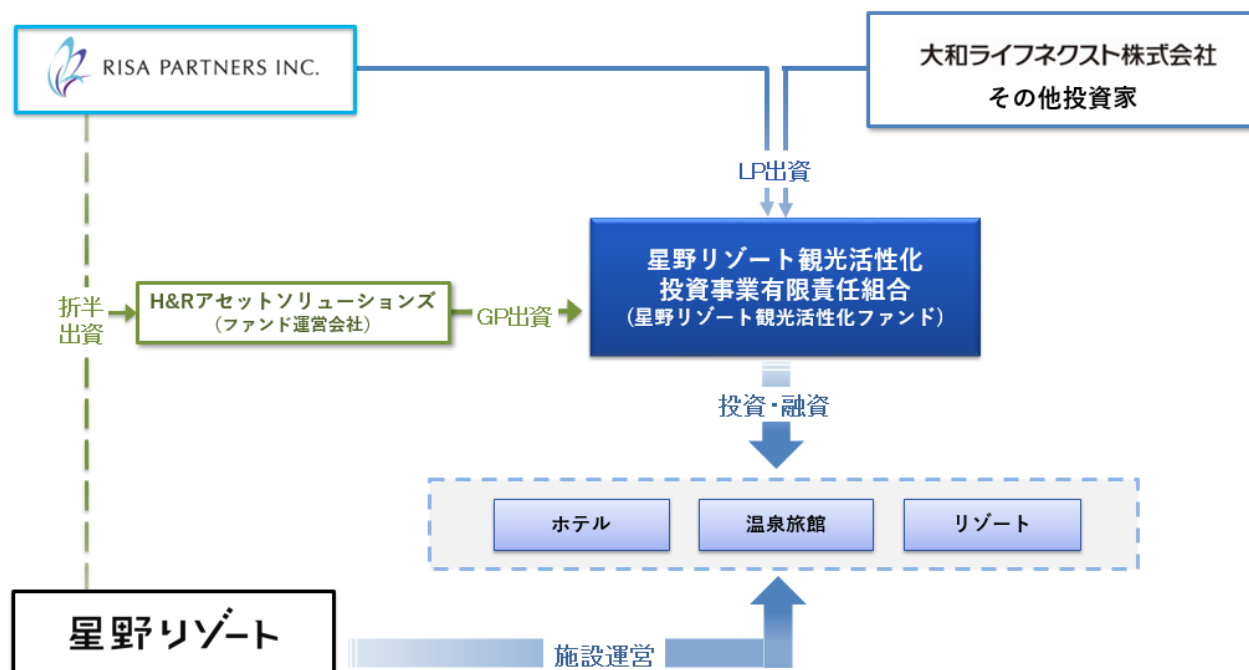 RISA PARTNERS INC.
大和ライフネクスト株式会社
その他投資家
LP出資
星野リゾート観光活性化
投資事業有限責任組合
(星野リゾート観光活性化ファンド)
折半
出資
H&Rアセットソリューションズ
(ファンド運営会社)
GP出資
投資・融資
ホテル
温泉旅館
リゾート
星野リゾート
施設運営